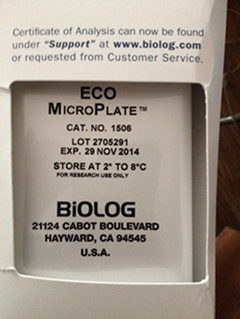 Certificate of Analysis can now be found
under "Support" at www.biolog.com
or requested from Customer Service.
ECO
MICROPLATE™
CAT. NO. 1506
LOT 2705291
EXP. 29 NOV 2014
STORE AT 2° TO 8°C
FOR RESEARCH USE ONLY
BiOLOG
21124 CABOT BOULEVARD
HAYWARD, CA 94545
U.S.A.